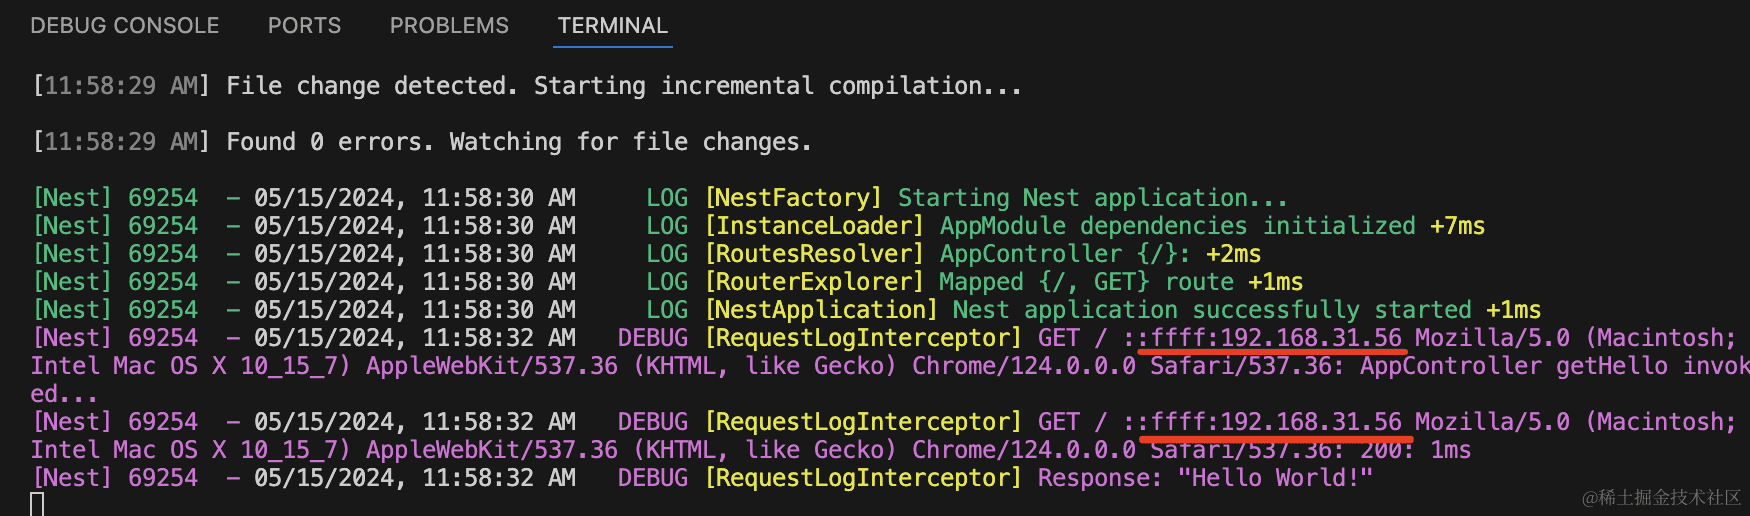 DEBUG CONSOLE PORTS PROBLEMS TERMINAL
[11:58:29 AM] File change detected. Starting incremental compilation...
[11:58:29 AM] Found 0 errors. Watching for file changes.
[Nest] 69254  - 05/15/2024, 11:58:30 AM     LOG [NestFactory] Starting Nest application...
[Nest] 69254  - 05/15/2024, 11:58:30 AM     LOG [InstanceLoader] AppModule dependencies initialized +7ms
[Nest] 69254  - 05/15/2024, 11:58:30 AM     LOG [RoutesResolver] AppController {/}: +2ms
[Nest] 69254  - 05/15/2024, 11:58:30 AM     LOG [RouterExplorer] Mapped {/, GET} route +1ms
[Nest] 69254  - 05/15/2024, 11:58:30 AM     LOG [NestApplication] Nest application successfully started +1ms
[Nest] 69254  - 05/15/2024, 11:58:32 AM   DEBUG [RequestLogInterceptor] GET / ::ffff:192.168.31.56 Mozilla/5.0 (Macintosh;
Intel Mac OS X 10_15_7) AppleWebKit/537.36 (KHTML, like Gecko) Chrome/124.0.0.0 Safari/537.36: AppController getHello invok
ed...
[Nest] 69254  - 05/15/2024, 11:58:32 AM   DEBUG [RequestLogInterceptor] GET / ::ffff:192.168.31.56 Mozilla/5.0 (Macintosh;
Intel Mac OS X 10_15_7) AppleWebKit/537.36 (KHTML, like Gecko) Chrome/124.0.0.0 Safari/537.36: 200: 1ms
[Nest] 69254  - 05/15/2024, 11:58:32 AM   DEBUG [RequestLogInterceptor] Response: "Hello World!"
@稀土掘金技术社区